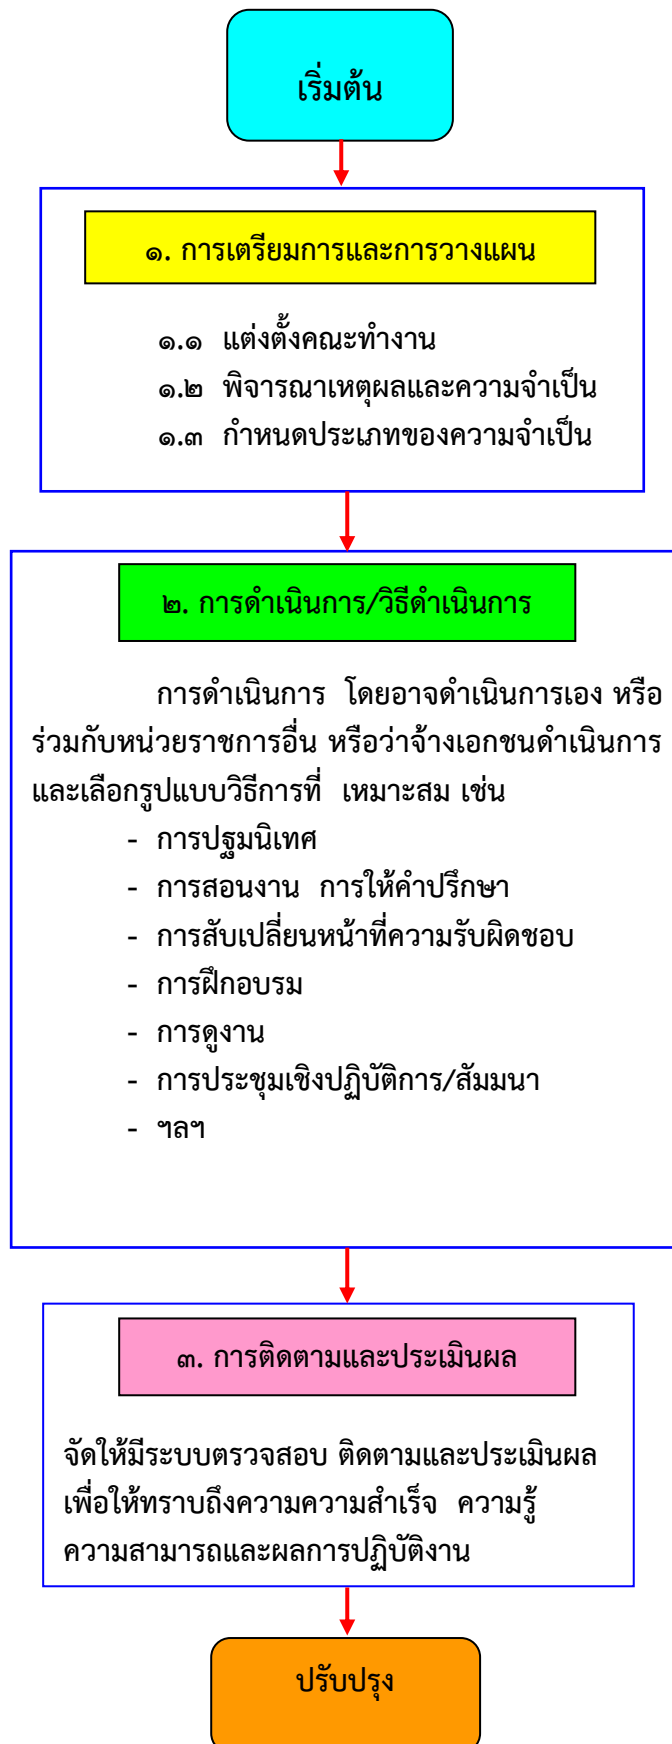 เริ่มต้น
๑. การเตรียมการและการวางแผน
๑.๑ แต่งตั้งคณะทำงาน
๑.๒ พิจารณาเหตุผลและความจำเป็น
๑.๓ กำหนดประเภทของความจำเป็น
๒. การดำเนินการ/วิธีดำเนินการ
การดำเนินการ โดยอาจดำเนินการเอง หรือ
ร่วมกับหน่วยราชการอื่น หรือว่าจ้างเอกชนดำเนินการ
และเลือกรูปแบบวิธีการที่ เหมาะสม เช่น
- การปฐมนิเทศ
- การสอนงาน การให้คำปรึกษา
- การสับเปลี่ยนหน้าที่ความรับผิดชอบ
- การฝึกอบรม
- การดูงาน
- การประชุมเชิงปฏิบัติการ/สัมมนา
- ฯลฯ
๓. การติดตามและประเมินผล
จัดให้มีระบบตรวจสอบ ติดตามและประเมินผล
เพื่อให้ทราบถึงความความสำเร็จ ความรู้
ความสามารถและผลการปฏิบัติงาน
ปรับปรุง